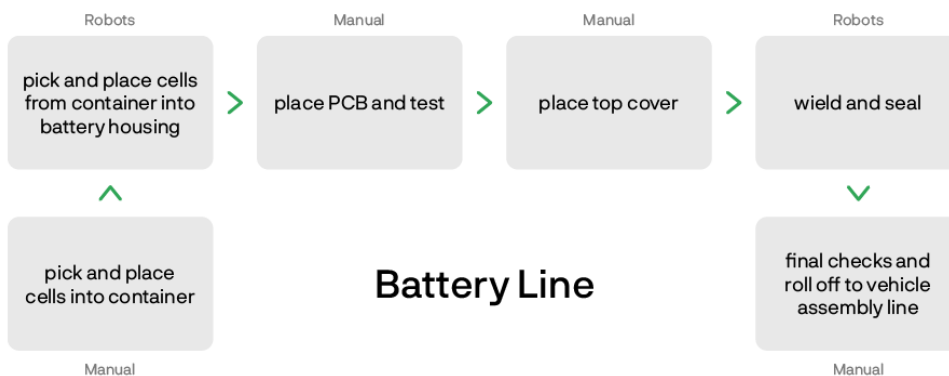 Robots
Manual
Manual
Robots
pick and place cells
from container into
battery housing
place PCB and test
place top cover
wield and seal
pick and place
cells into container
Battery Line
final checks and
roll off to vehicle
assembly line
Manual
Manual